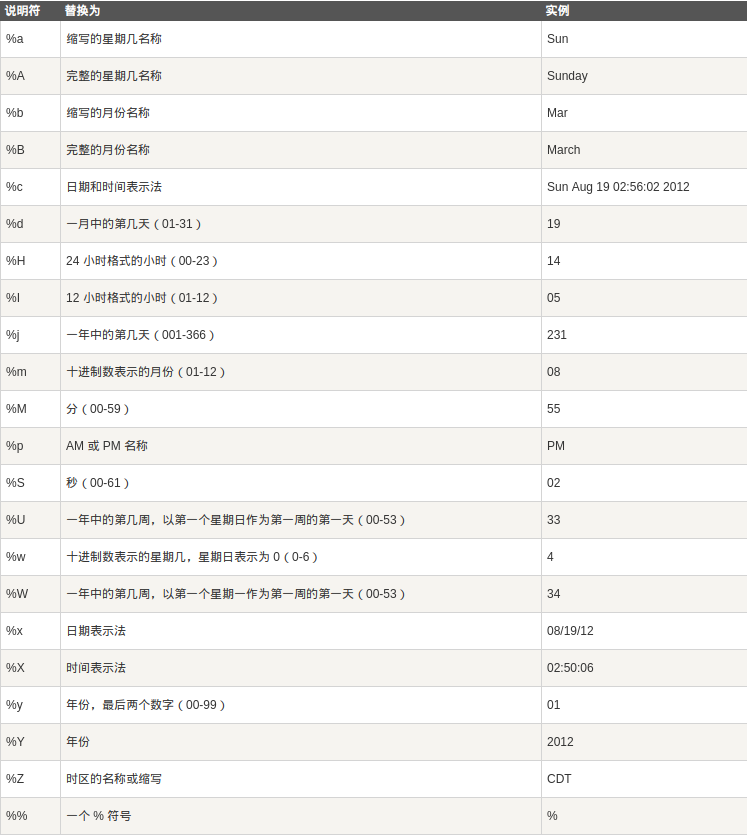 说明符 替换为 实例
%a 缩写的星期几名称 Sun
%A 完整的星期几名称 Sunday
%b 缩写的月份名称 Mar
%B 完整的月份名称 March
%c 日期和时间表示法 Sun Aug 19 02:56:02 2012
%d 一月中的第几天（01-31） 19
%H 24 小时格式的小时（00-23） 14
%I 12 小时格式的小时（01-12） 05
%j 一年中的第几天（001-366） 231
%m 十进制数表示的月份（01-12） 08
%M 分（00-59） 55
%p AM 或 PM 名称 PM
%S 秒（00-61） 02
%U 一年中的第几周，以第一个星期日作为第一周的第一天（00-53） 33
%w 十进制数表示的星期几，星期日表示为 0（0-6） 4
%W 一年中的第几周，以第一个星期一作为第一周的第一天（00-53） 34
%x 日期表示法 08/19/12
%X 时间表示法 02:50:06
%y 年份，最后两个数字（00-99） 01
%Y 年份 2012
%Z 时区的名称或缩写 CDT
%% 一个 % 符号 %